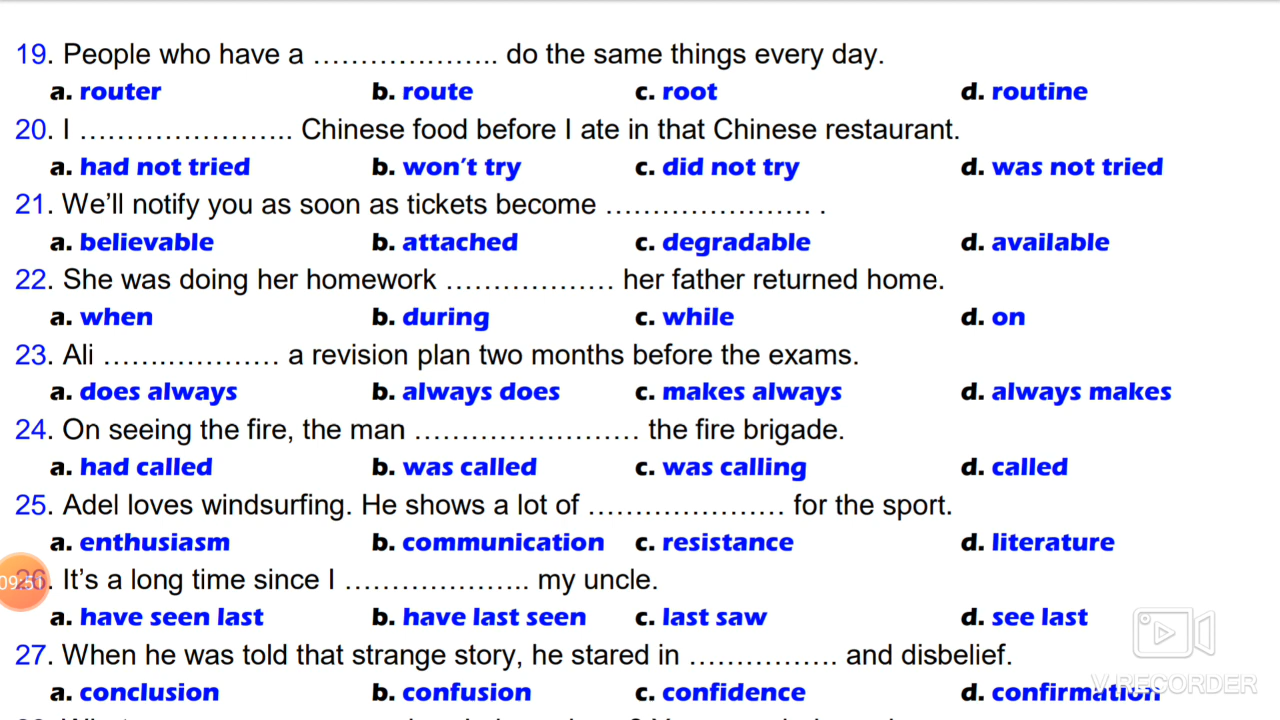 19. People who have a ……………….. do the same things every day.
a. router b. route c. root d. routine
20. I ………………….. Chinese food before I ate in that Chinese restaurant.
a. had not tried b. won’t try c. did not try d. was not tried
21. We’ll notify you as soon as tickets become …………………. .
a. believable b. attached c. degradable d. available
22. She was doing her homework ……………… her father returned home.
a. when b. during c. while d. on
23. Ali …….………… a revision plan two months before the exams.
a. does always b. always does c. makes always d. always makes
24. On seeing the fire, the man …………………… the fire brigade.
a. had called b. was called c. was calling d. called
25. Adel loves windsurfing. He shows a lot of ………………… for the sport.
a. enthusiasm b. communication c. resistance d. literature
09:51
26. It’s a long time since I ……………….. my uncle.
a. have seen last b. have last seen c. last saw d. see last
27. When he was told that strange story, he stared in ……………. and disbelief.
a. conclusion b. confusion c. confidence d. confirmation
V RECORDER